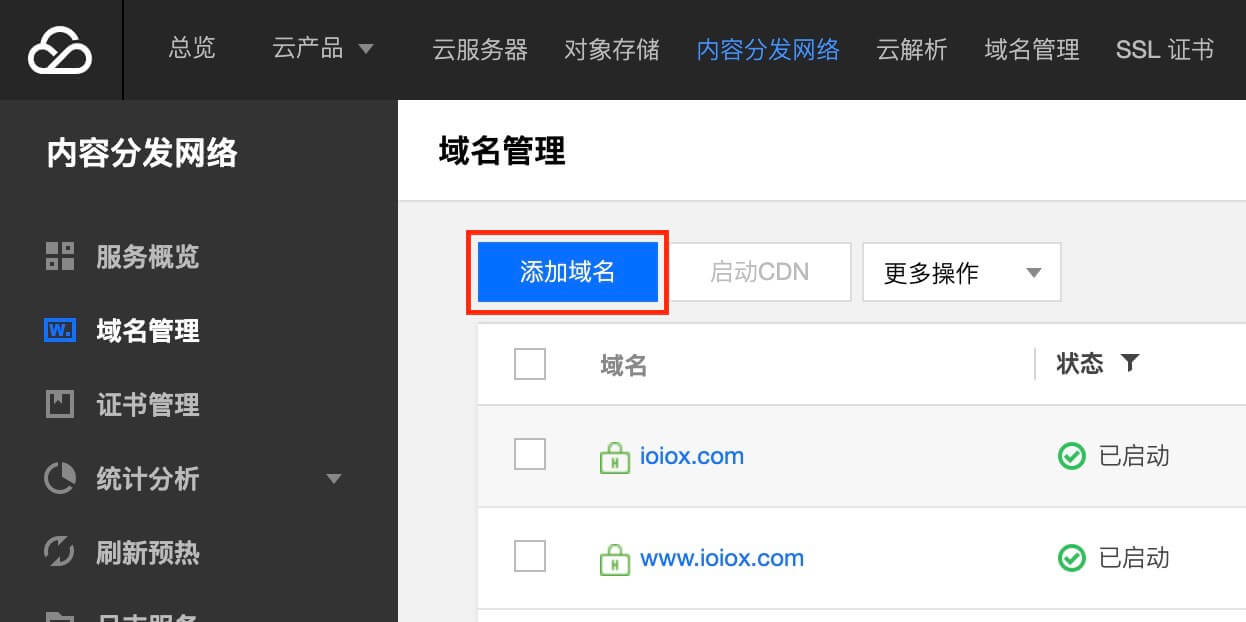 总览 云产品 云服务器 对象存储 内容分发网络 云解析 域名管理 SSL 证书
内容分发网络
服务概览
W. 域名管理
证书管理
统计分析
刷新预热
域名管理
添加域名 启动CDN 更多操作
域名 状态
H ioiox.com 已启动
H www.ioiox.com 已启动